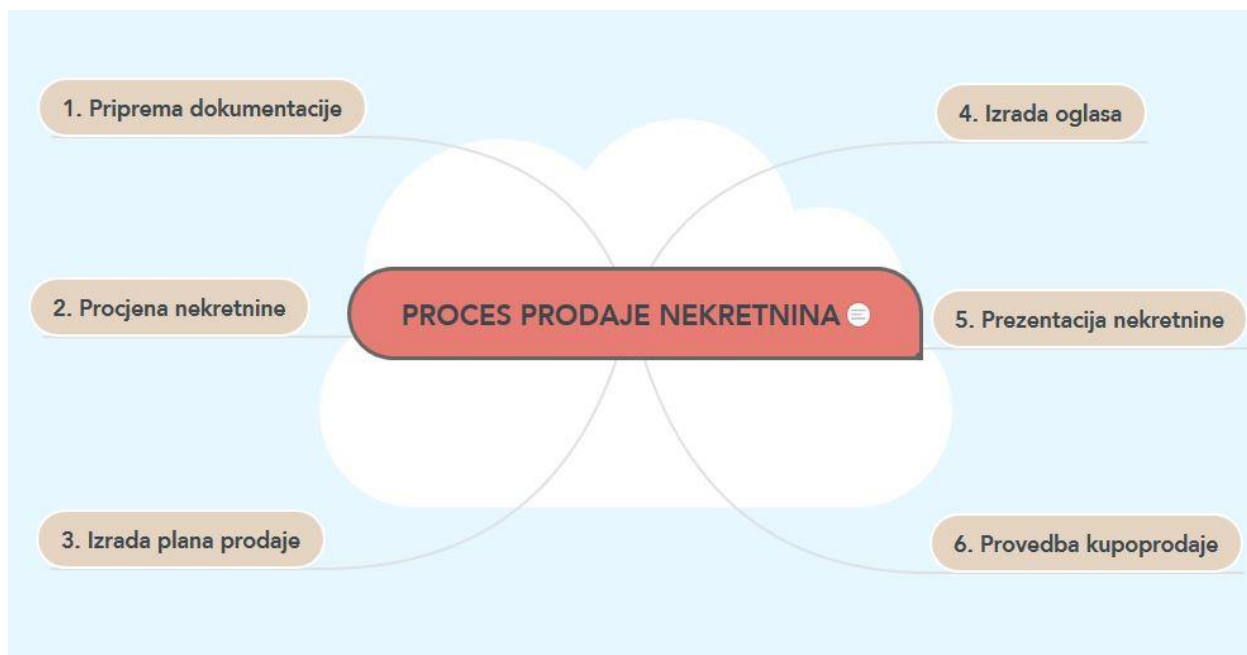 1. Priprema dokumentacije
2. Procjena nekretnine
3. Izrada plana prodaje
PROCES PRODAJE NEKRETNINA
4. Izrada oglasa
5. Prezentacija nekretnine
6. Provedba kupoprodaje